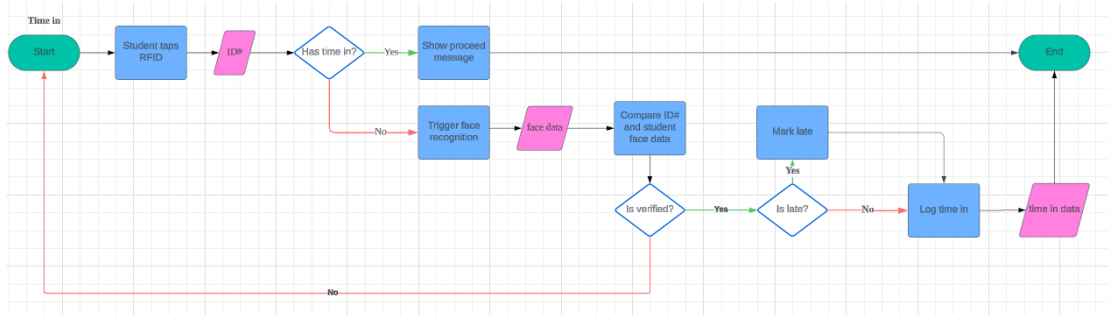 Time in
Start
Student taps
RFID
ID#
Has time in?
Yes
Show proceed
message
End
No
Trigger face
recognition
face data
Compare ID#
and student
face data
Mark late
Yes
Is verified?
Yes
Is late?
No
Log time in
time in data
No